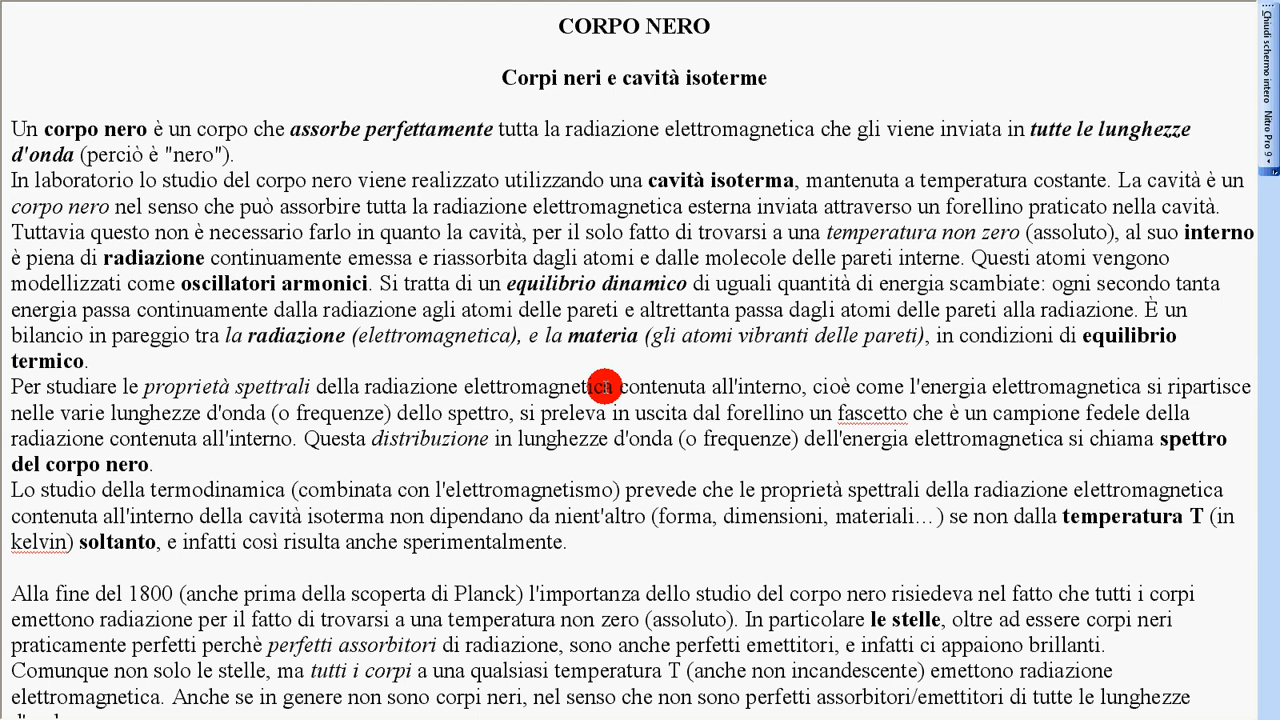 CORPO NERO
Corpi neri e cavità isoterme
Un corpo nero è un corpo che assorbe perfettamente tutta la radiazione elettromagnetica che gli viene inviata in tutte le lunghezze
d'onda (perciò è "nero").
In laboratorio lo studio del corpo nero viene realizzato utilizzando una cavità isoterma, mantenuta a temperatura costante. La cavità è un
corpo nero nel senso che può assorbire tutta la radiazione elettromagnetica esterna inviata attraverso un forellino praticato nella cavità.
Tuttavia questo non è necessario farlo in quanto la cavità, per il solo fatto di trovarsi a una temperatura non zero (assoluto), al suo interno
è piena di radiazione continuamente emessa e riassorbita dagli atomi e dalle molecole delle pareti interne. Questi atomi vengono
modellizzati come oscillatori armonici. Si tratta di un equilibrio dinamico di uguali quantità di energia scambiate: ogni secondo tanta
energia passa continuamente dalla radiazione agli atomi delle pareti e altrettanta passa dagli atomi delle pareti alla radiazione. È un
bilancio in pareggio tra la radiazione (elettromagnetica), e la materia (gli atomi vibranti delle pareti), in condizioni di equilibrio
termico.
Per studiare le proprietà spettrali della radiazione elettromagnetica contenuta all'interno, cioè come l'energia elettromagnetica si ripartisce
nelle varie lunghezze d'onda (o frequenze) dello spettro, si preleva in uscita dal forellino un fascetto che è un campione fedele della
radiazione contenuta all'interno. Questa distribuzione in lunghezze d'onda (o frequenze) dell'energia elettromagnetica si chiama spettro
del corpo nero.
Lo studio della termodinamica (combinata con l'elettromagnetismo) prevede che le proprietà spettrali della radiazione elettromagnetica
contenuta all'interno della cavità isoterma non dipendano da nient'altro (forma, dimensioni, materiali…) se non dalla temperatura T (in
kelvin) soltanto, e infatti così risulta anche sperimentalmente.
Alla fine del 1800 (anche prima della scoperta di Planck) l'importanza dello studio del corpo nero risiedeva nel fatto che tutti i corpi
emettono radiazione per il fatto di trovarsi a una temperatura non zero (assoluto). In particolare le stelle, oltre ad essere corpi neri
praticamente perfetti perchè perfetti assorbitori di radiazione, sono anche perfetti emettitori, e infatti ci appaiono brillanti.
Comunque non solo le stelle, ma tutti i corpi a una qualsiasi temperatura T (anche non incandescente) emettono radiazione
elettromagnetica. Anche se in genere non sono corpi neri, nel senso che non sono perfetti assorbitori/emettitori di tutte le lunghezze
Chiudi schermo intero Nitro Pro 9